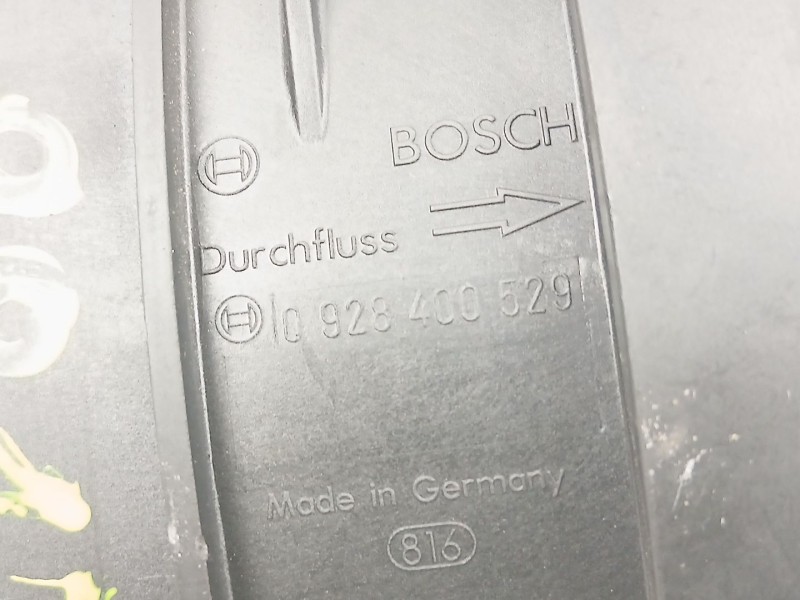 BOSCH
Durchfluss
0 928 400 529
Made in Germany
816